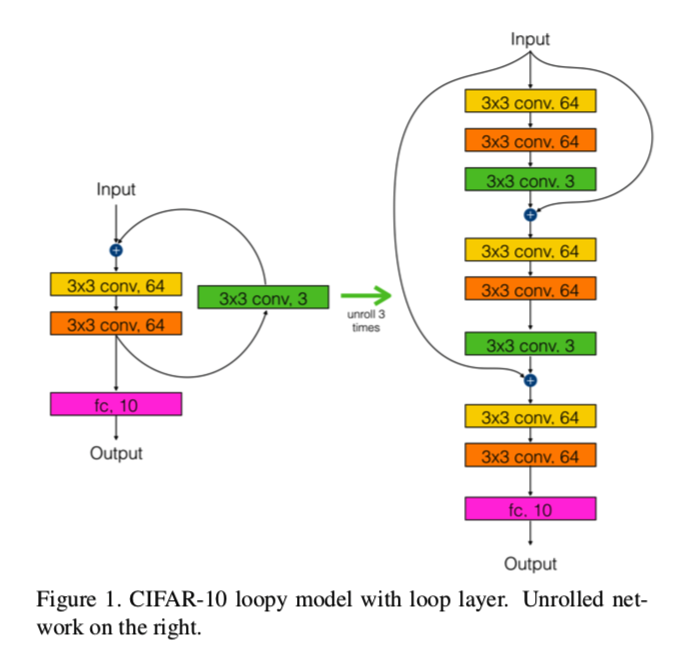 Input
3x3 conv, 64
3x3 conv, 64
fc, 10
Output
3x3 conv, 3
unroll 3
times
Input
3x3 conv. 64
3x3 conv. 64
3x3 conv. 3
3x3 conv. 64
3x3 conv. 64
3x3 conv. 3
3x3 conv. 64
3x3 conv. 64
fc. 10
Output
Figure 1. CIFAR-10 loopy model with loop layer. Unrolled net-
work on the right.